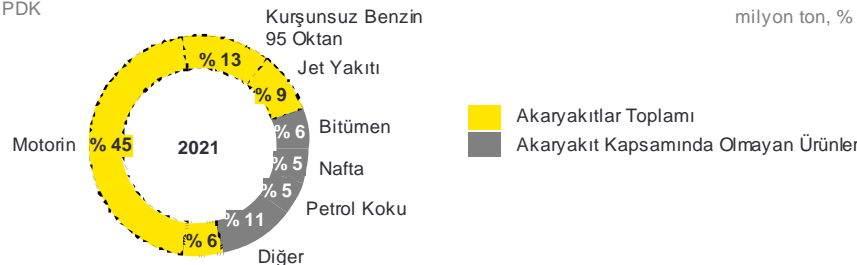 PDK
milyon ton, %
Kurşunsuz Benzin
95 Oktan
% 13
Jet Yakıtı
% 9
Akaryakıtlar Toplamı
Bitümen
% 6
Motorin
% 45
2021
Akaryakıt Kapsamında Olmayan Ürünler
% 5
Nafta
% 5
Petrol Koku
% 11
% 6
Diğer